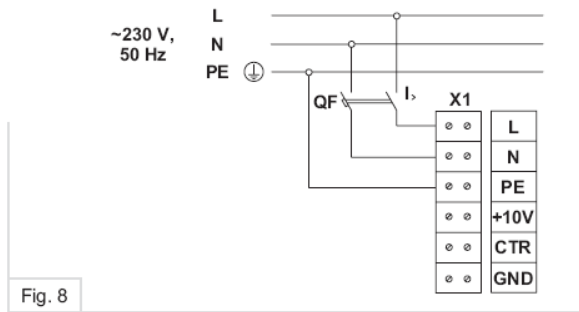 L
~230 V,
50 Hz
N
PE
QF
I>
X1
L
N
PE
+10V
CTR
GND
Fig. 8